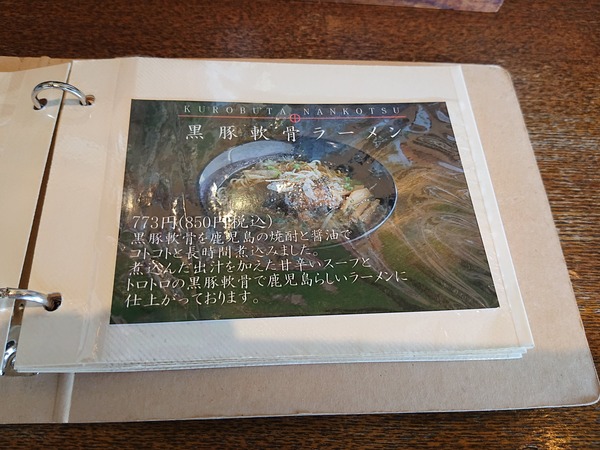 KUROBUTA NANKOTSU
黒豚軟骨ラーメン
773円(850円税込)
黒豚軟骨を鹿児島の焼酎と醤油で
コトコトと長時間煮込みました。
煮込んだ出汁を加えた甘辛いスープと
トロトロの黒豚軟骨で鹿児島らしいラーメンに
仕上がっております。